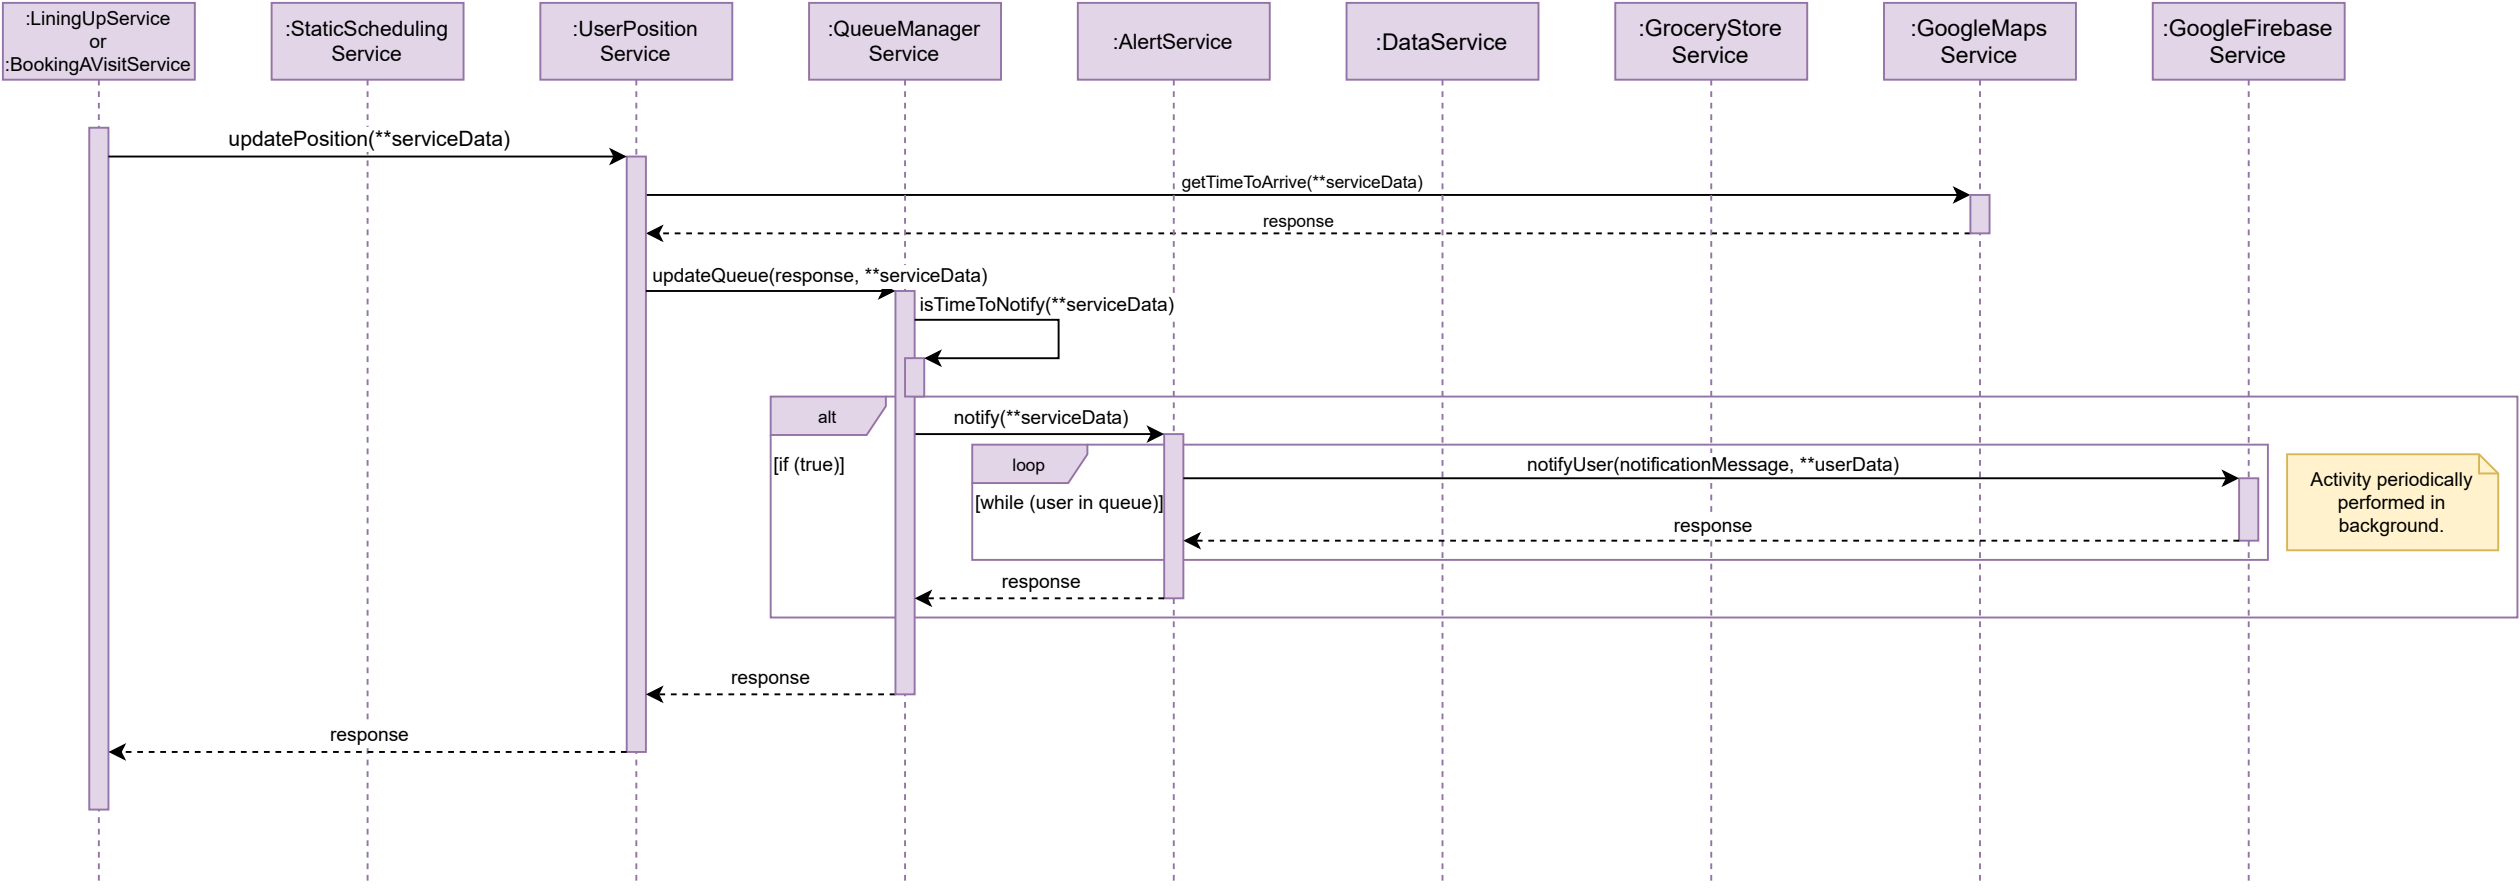 :LiningUpService
or
:BookingAVisitService
:StaticScheduling
Service
:UserPosition
Service
:QueueManager
Service
:AlertService
:DataService
:GroceryStore
Service
:GoogleMaps
Service
:GoogleFirebase
Service
updatePosition(**serviceData)
getTimeToArrive(**serviceData)
response
updateQueue(response, **serviceData)
isTimeToNotify(**serviceData)
alt
notify(**serviceData)
[if (true)]
loop
notifyUser(notificationMessage, **userData)
[while (user in queue)]
Activity periodically
performed in
background.
response
response
response
response